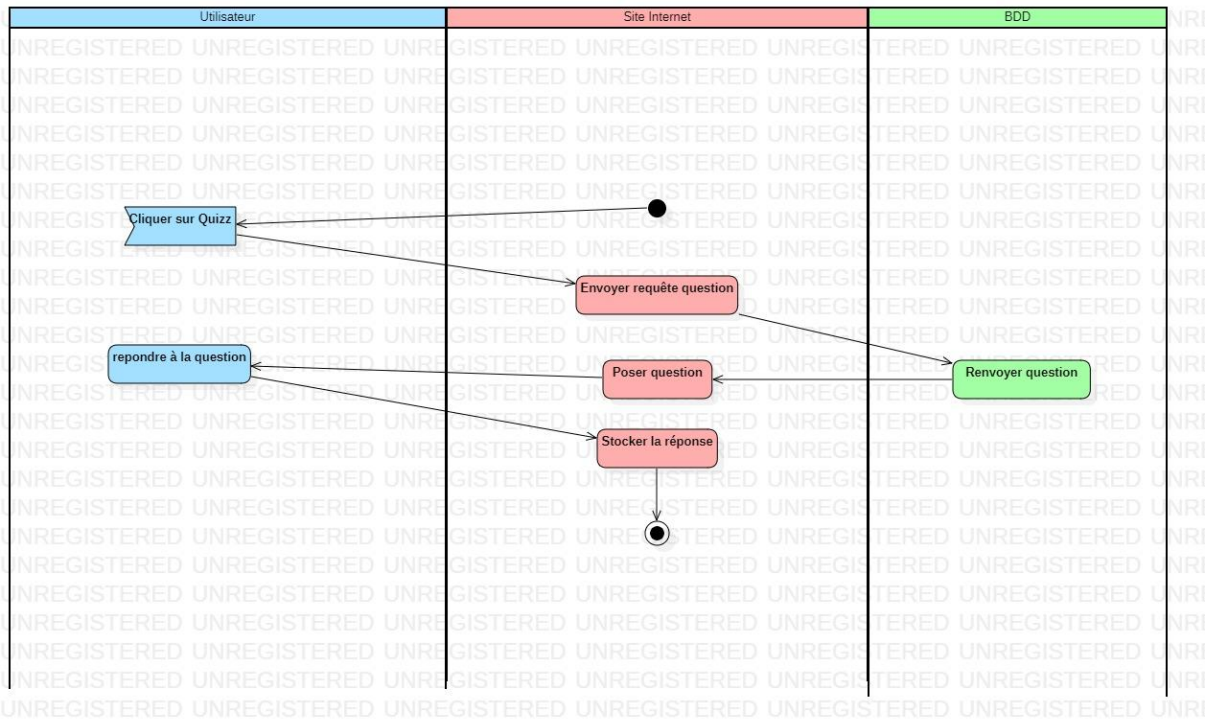 Utilisateur
Site Internet
BDD
Cliquer sur Quizz
Envoyer requête question
repondre à la question
Poser question
Renvoyer question
Stocker la réponse
UNREGISTERED